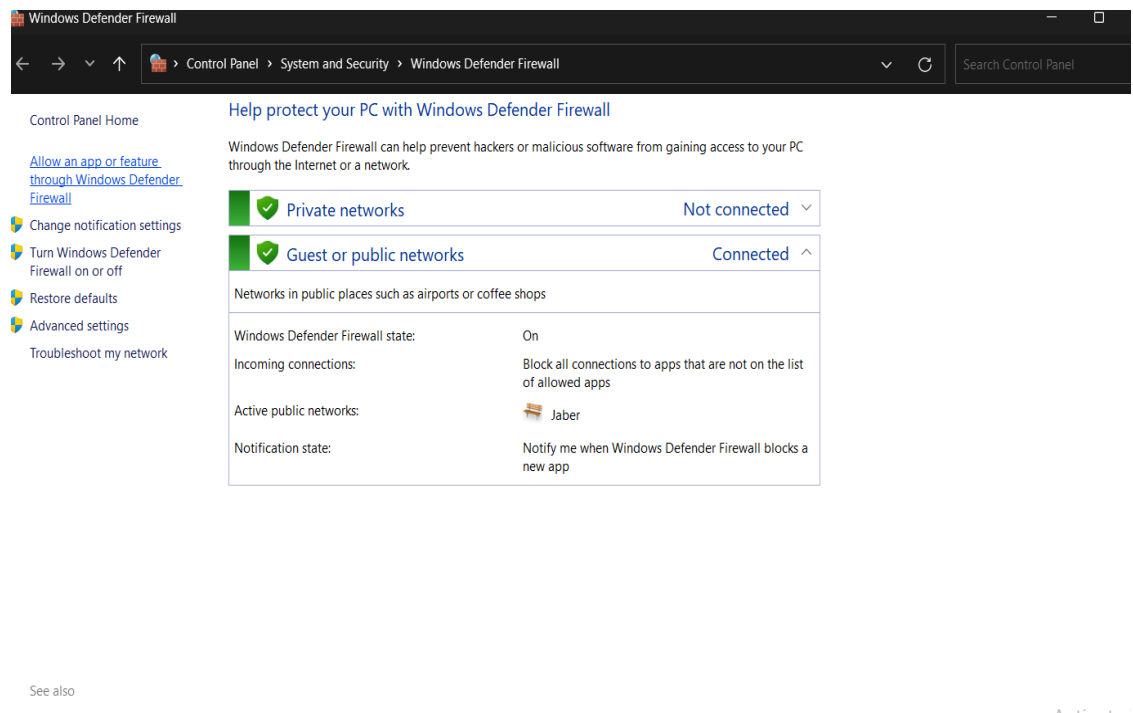 Windows Defender Firewall
Control Panel > System and Security > Windows Defender Firewall
Search Control Panel
Control Panel Home
Allow an app or feature
through Windows Defender
Firewall
Change notification settings
Turn Windows Defender
Firewall on or off
Restore defaults
Advanced settings
Troubleshoot my network
See also
Help protect your PC with Windows Defender Firewall
Windows Defender Firewall can help prevent hackers or malicious software from gaining access to your PC
through the Internet or a network.
Private networks Not connected
Guest or public networks Connected
Networks in public places such as airports or coffee shops
Windows Defender Firewall state: On
Incoming connections: Block all connections to apps that are not on the list
of allowed apps
Active public networks: Jaber
Notification state: Notify me when Windows Defender Firewall blocks a
new app